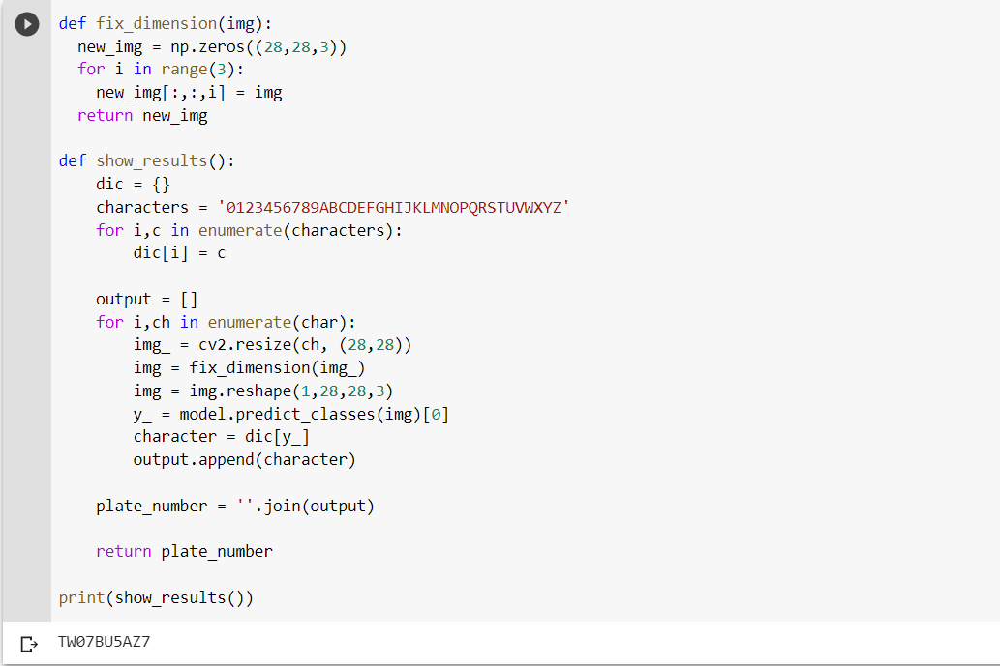 def fix_dimension(img):
  new_img = np.zeros((28,28,3))
  for i in range(3):
    new_img[:,:,i] = img
  return new_img

def show_results():
    dic = {}
    characters = '0123456789ABCDEFGHIJKLMNOPQRSTUVWXYZ'
    for i,c in enumerate(characters):
        dic[i] = c

    output = []
    for i,ch in enumerate(char):
        img_ = cv2.resize(ch, (28,28))
        img = fix_dimension(img_)
        img = img.reshape(1,28,28,3)
        y_ = model.predict_classes(img)[0]
        character = dic[y_]
        output.append(character)

    plate_number = ''.join(output)

    return plate_number

print(show_results())
TW07BU5AZ7